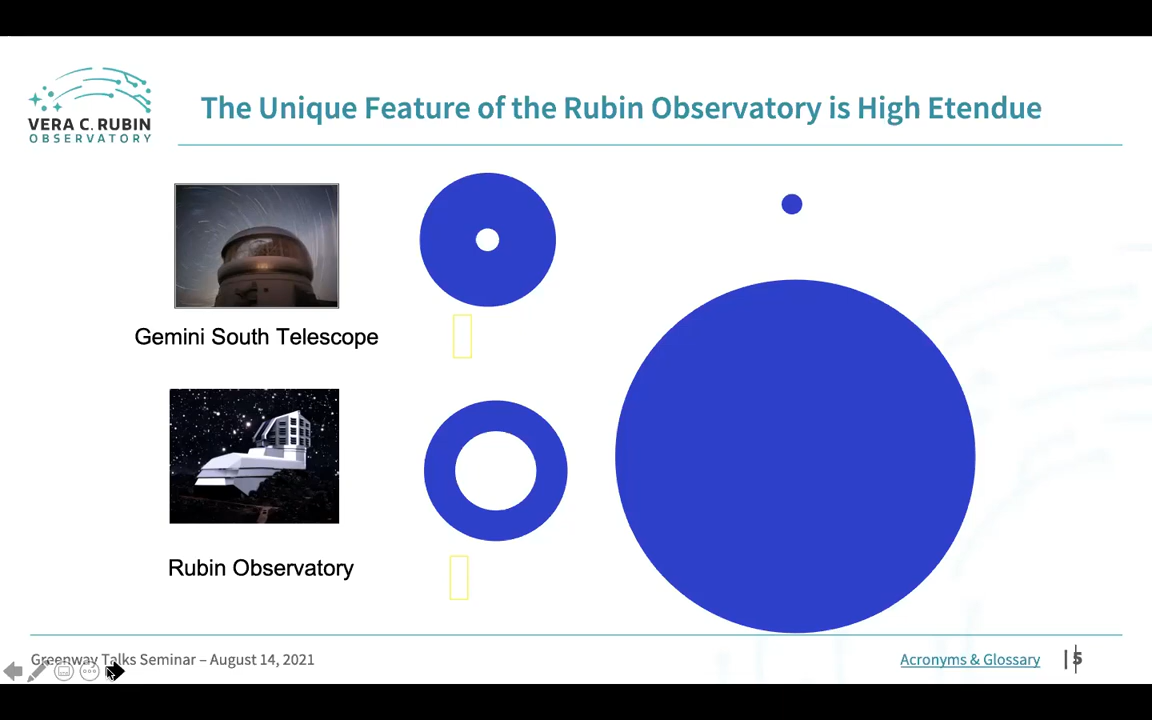 VERA C. RUBIN
OBSERVATORY
The Unique Feature of the Rubin Observatory is High Etendue
Gemini South Telescope
Rubin Observatory
Greenway Talks Seminar – August 14, 2021
Acronyms & Glossary
5